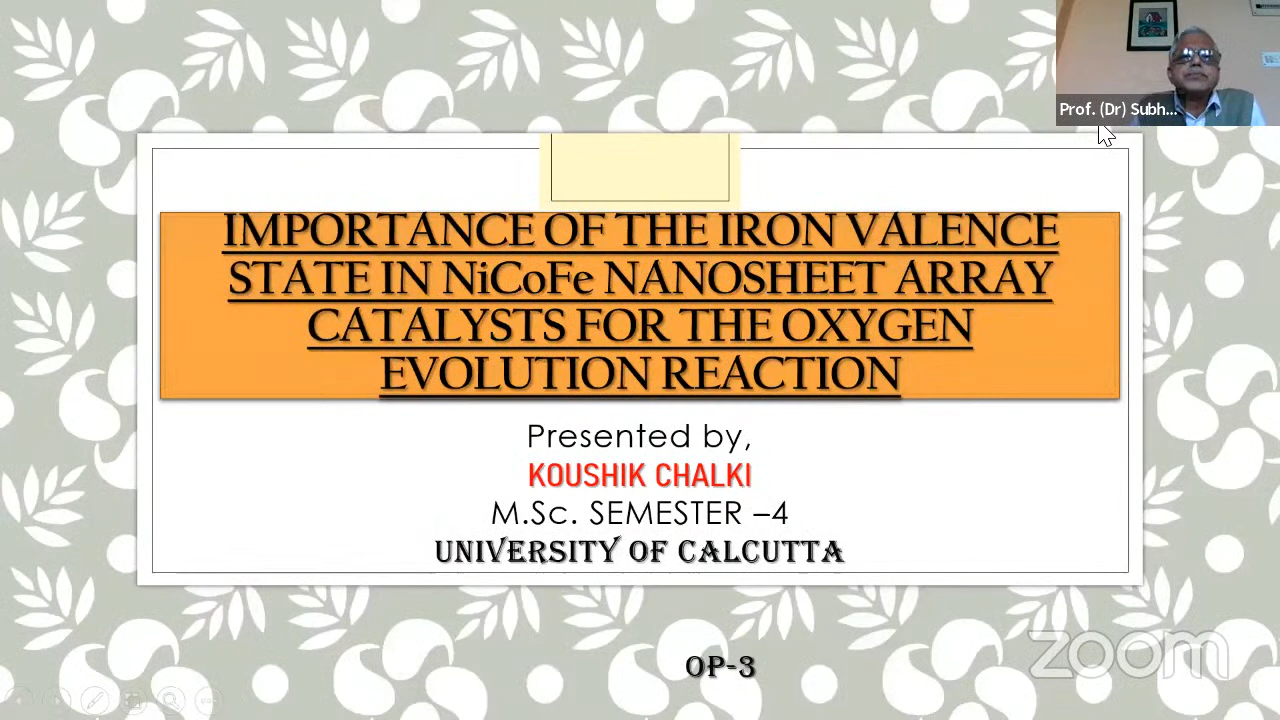 Prof. (Dr) Subh...
IMPORTANCE OF THE IRON VALENCE
STATE IN NiCoFe NANOSHEET ARRAY
CATALYSTS FOR THE OXYGEN
EVOLUTION REACTION
Presented by,
KOUSHIK CHALKI
M.Sc. SEMESTER –4
UNIVERSITY OF CALCUTTA
OP-3
zoom